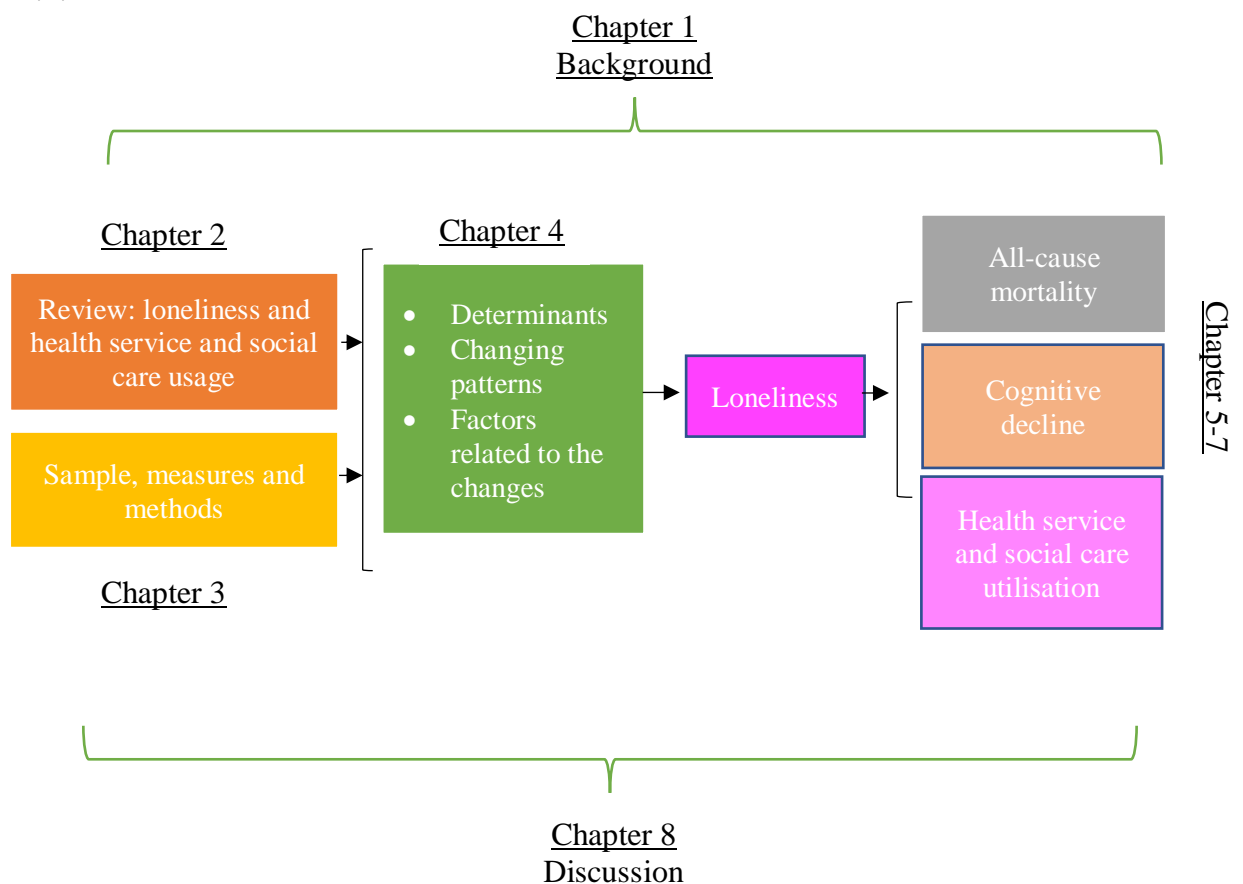 Chapter 1
Background
Chapter 2
Review: loneliness and
health service and social
care usage
Sample, measures and
methods
Chapter 3
Chapter 4
• Determinants
• Changing
patterns
• Factors
related to the
changes
Loneliness
All-cause
mortality
Cognitive
decline
Health service
and social care
utilisation
Chapter 5-7
Chapter 8
Discussion